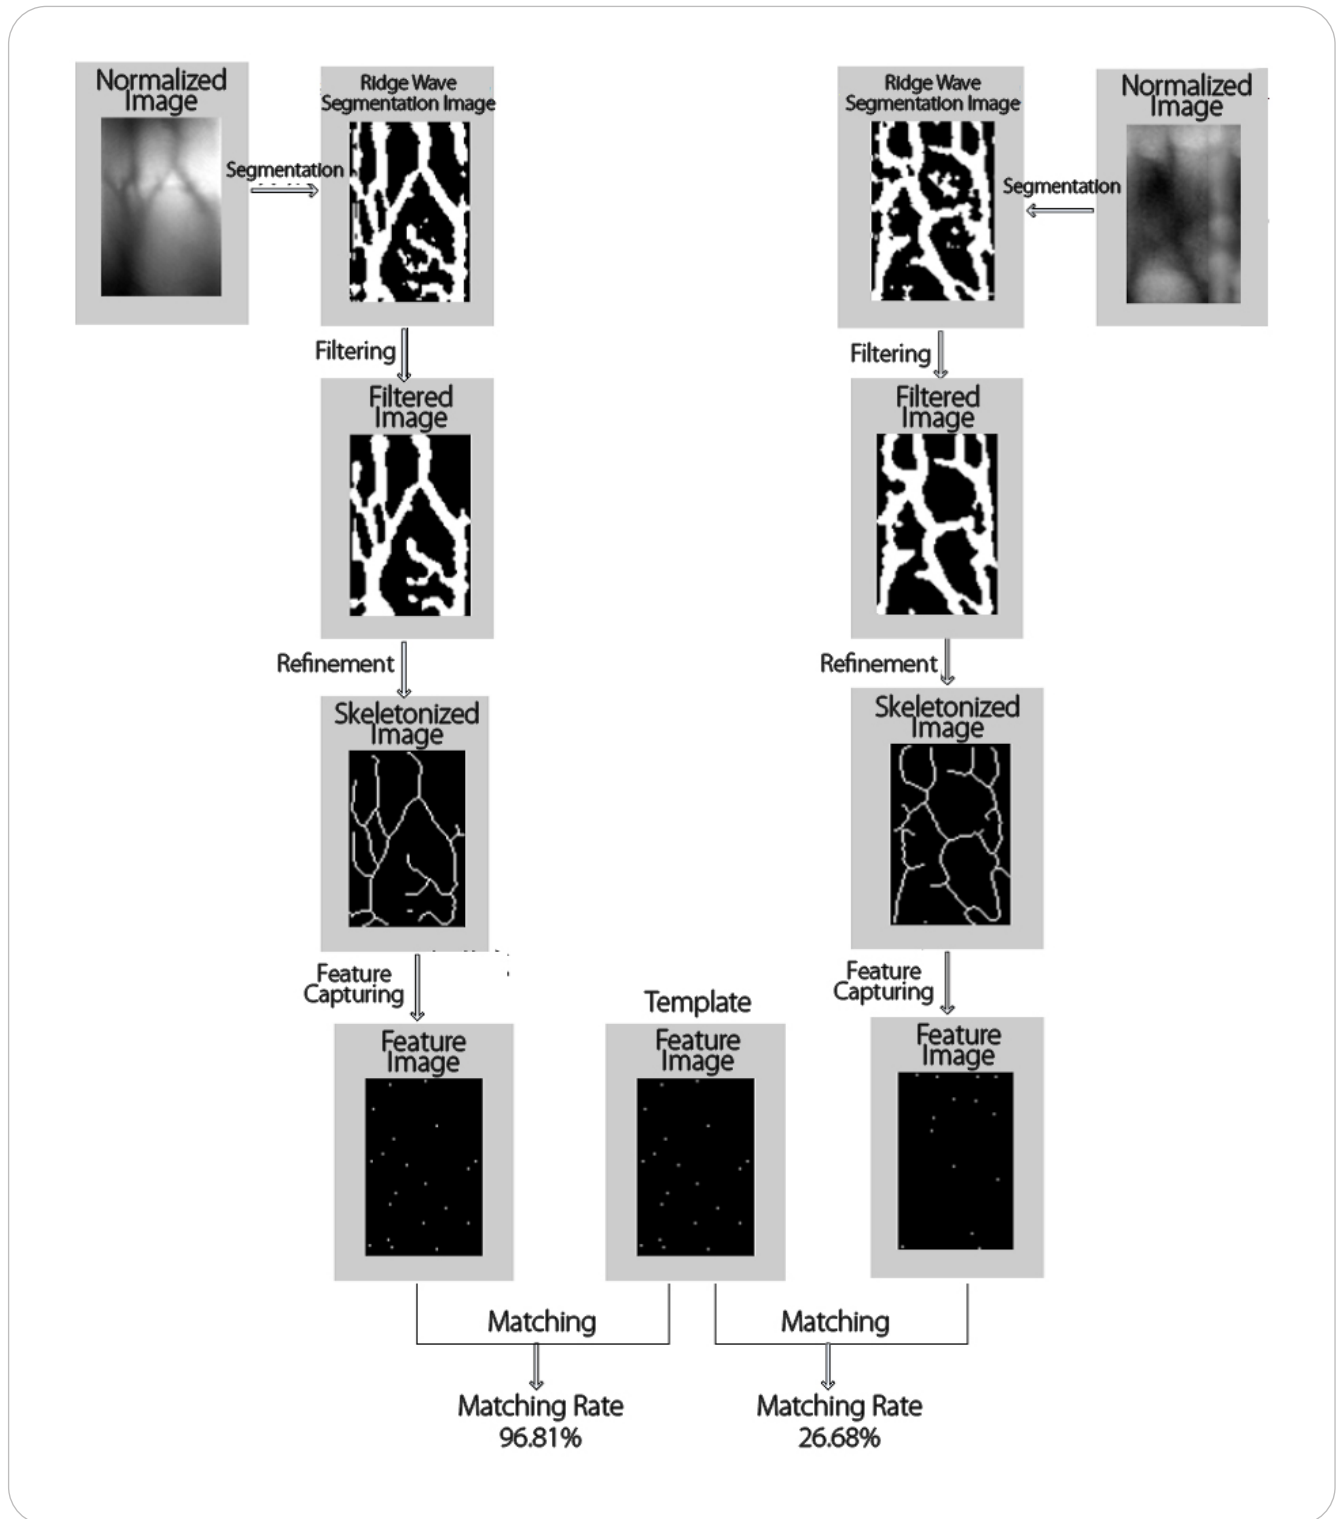 Normalized
Image
Segmentation
Ridge Wave
Segmentation Image
Filtering
Filtered
Image
Refinement
Skeletonized
Image
Feature
Capturing
Feature
Image
Ridge Wave
Segmentation Image
Segmentation
Normalized
Image
Filtering
Filtered
Image
Refinement
Skeletonized
Image
Feature
Capturing
Feature
Image
Template
Feature
Image
Matching
Matching
Matching Rate
96.81%
Matching Rate
26.68%